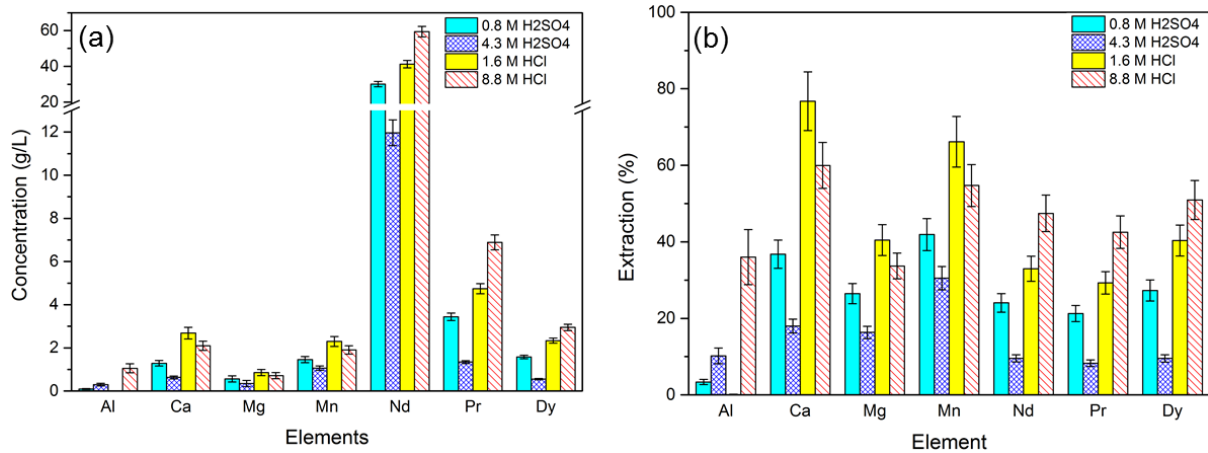 (a)
0.8 M H2SO4
4.3 M H2SO4
1.6 M HCl
8.8 M HCl
Concentration (g/L)
60
50
40
30
20
12
10
8
6
4
2
0
Al Ca Mg Mn Nd Pr Dy
Elements
(b)
0.8 M H2SO4
4.3 M H2SO4
1.6 M HCl
8.8 M HCl
Extraction (%)
100
80
60
40
20
0
Al Ca Mg Mn Nd Pr Dy
Element